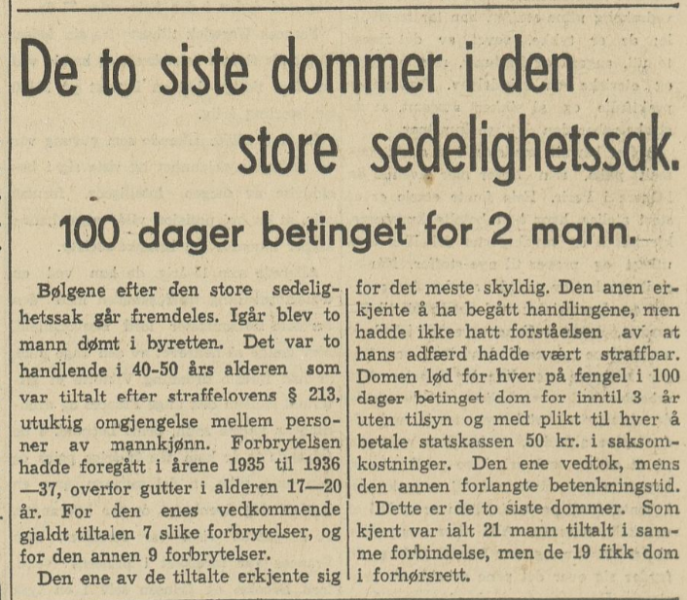 De to siste dommer i den
store sedelighetssak.
100 dager betinget for 2 mann.
Bølgene efter den store sedelig-
hetssak går fremdeles. Igår blev to
mann dømt i byretten. Det var to
handlende i 40-50 års alderen som
var tiltalt efter straffelovens § 213,
utuktig omgjengelse mellem perso-
ner av mannkjønn. Forbrytelsen
hadde foregått i årene 1935 til 1936
—37, overfor gutter i alderen 17—20
år. For den enes vedkommende
gjaldt tiltalen 7 slike forbrytelser, og
for den annen 9 forbrytelser.
Den ene av de tiltalte erkjente sig
for det meste skyldig. Den anen er-
kjente å ha begått handlingene, men
hadde ikke hatt forståelsen av at
hans adfærd hadde vært straffbar.
Domen lød for hver på fengel i 100
dager betinget dom for inntil 3 år
uten tilsyn og med plikt til hver å
betale statskassen 50 kr. i saksom-
kostninger. Den ene vedtok, mens
den annen forlangte betenkningstid.
Dette er de to siste dommer. Som
kjent var ialt 21 mann tiltalt i sam-
me forbindelse, men de 19 fikk dom
i forhørsrett.